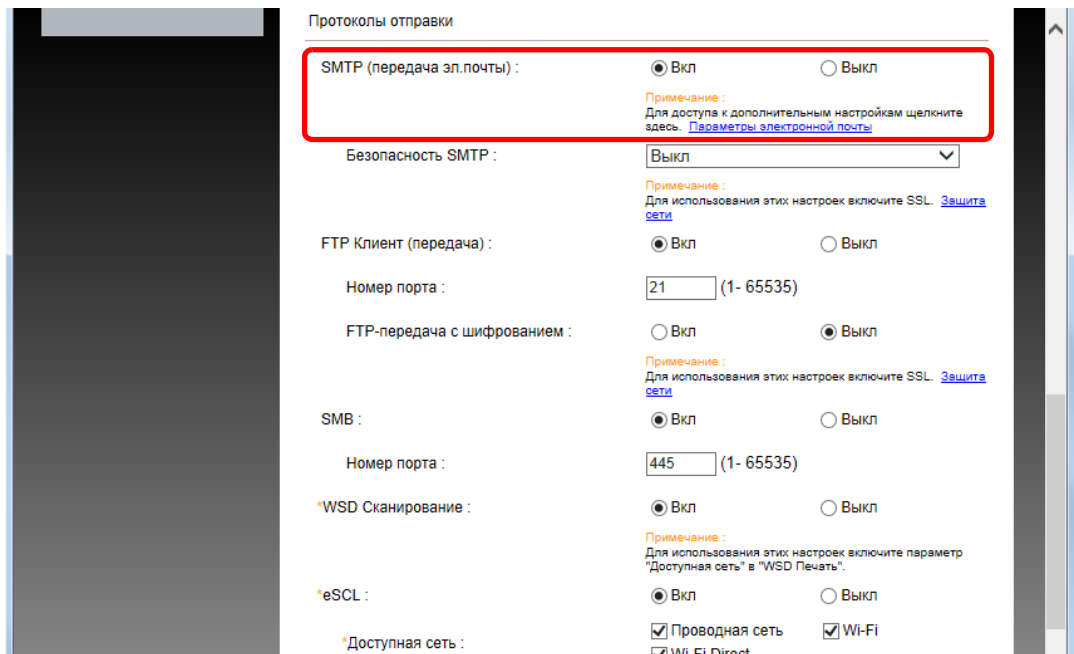 Протоколы отправки
SMTP (передача эл.почты) : Вкл Выкл
Примечание :
Для доступа к дополнительным настройкам щелкните
здесь. Параметры электронной почты
Безопасность SMTP : Выкл
Примечание :
Для использования этих настроек включите SSL. Защита
сети
FTP Клиент (передача) : Вкл Выкл
Номер порта : 21 (1- 65535)
FTP-передача с шифрованием : Вкл Выкл
Примечание :
Для использования этих настроек включите SSL. Защита
сети
SMB : Вкл Выкл
Номер порта : 445 (1- 65535)
*WSD Сканирование : Вкл Выкл
Примечание :
Для использования этих настроек включите параметр
"Доступная сеть" в "WSD Печать".
*eSCL : Вкл Выкл
*Доступная сеть : Проводная сеть Wi-Fi
Wi-Fi Direct